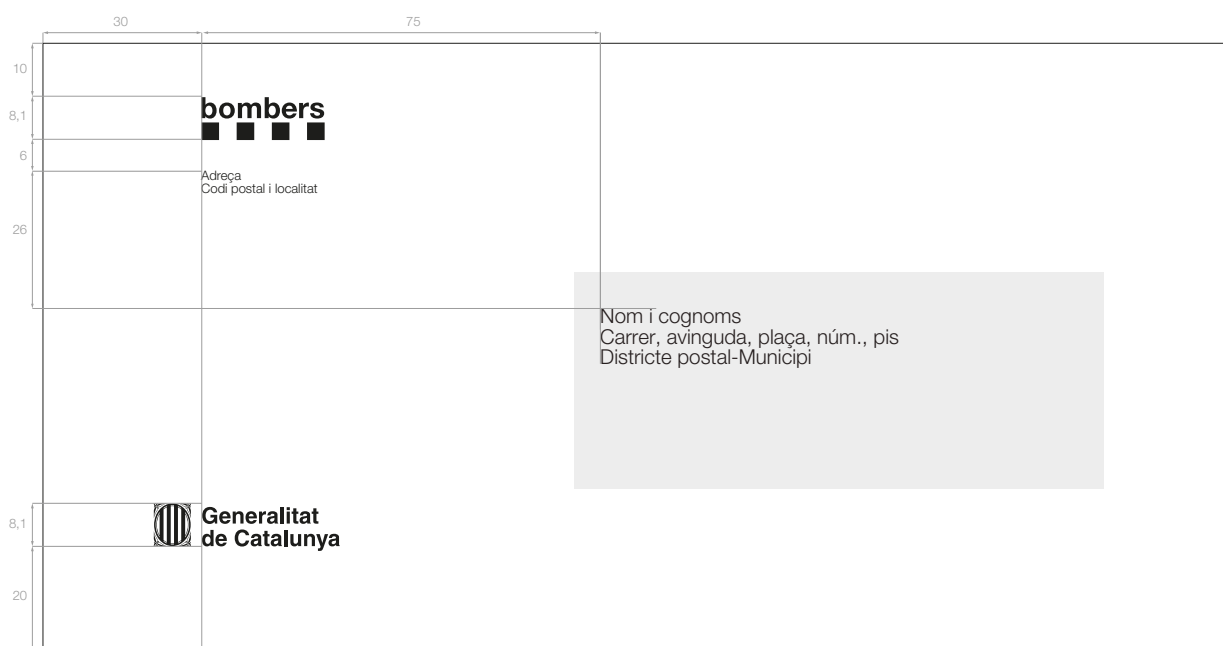 30
75
10
8,1
bombers
6
Adreça
Codi postal i localitat
26
Nom i cognoms
Carrer, avinguda, plaça, núm., pis
Districte postal-Municipi
8,1
Generalitat
de Catalunya
20